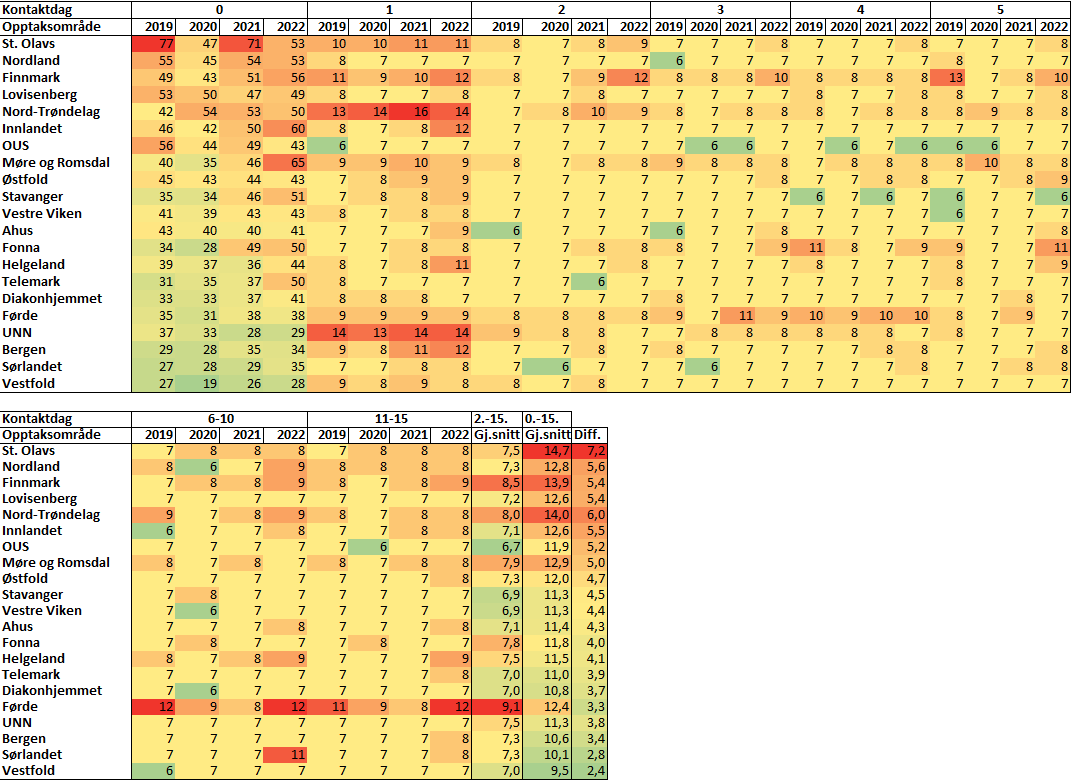 Kontaktdag 0 1 2 3 4 5
Opptaksområde 2019 2020 2021 2022 2019 2020 2021 2022 2019 2020 2021 2022 2019 2020 2021 2022 2019 2020 2021 2022 2019 2020 2021 2022
St. Olavs 77 47 71 53 10 10 11 11 8 7 8 9 7 7 7 8 7 7 7 8 7 7 7 8
Nordland 55 45 54 53 8 7 7 7 7 7 7 7 6 7 7 7 7 7 7 7 8 7 7 8
Finnmark 49 43 51 56 11 9 10 12 8 7 9 12 8 8 8 10 8 8 8 8 13 7 8 10
Lovisenberg 53 50 47 49 8 7 7 8 7 7 8 7 7 7 7 7 8 7 7 8 8 7 7 8
Nord-Trøndelag 42 54 53 50 13 14 16 14 7 8 10 9 8 7 8 8 7 8 8 8 8 9 8 8
Innlandet 46 42 50 60 8 7 8 12 7 7 7 7 7 7 7 7 7 7 7 7 7 7 7 7
OUS 56 44 49 43 6 7 7 7 7 7 7 7 7 6 6 7 7 6 7 6 6 6 7 7
Møre og Romsdal 40 35 46 65 9 9 10 9 8 7 8 8 9 8 8 8 7 8 8 8 8 10 8 8
Østfold 45 43 44 43 7 8 9 9 7 7 7 7 7 7 7 8 7 7 8 8 7 7 8 9
Stavanger 35 34 46 51 7 8 8 9 7 7 7 7 7 7 7 7 6 7 6 7 6 7 7 6
Vestre Viken 41 39 43 43 8 7 8 8 7 7 7 7 7 7 7 7 7 7 7 7 6 7 7 7
Ahus 43 40 40 41 7 7 7 9 6 7 7 7 6 7 7 8 7 7 7 7 7 7 7 8
Fonna 34 28 49 50 7 7 8 8 7 7 8 8 8 7 7 9 11 8 7 9 9 7 7 11
Helgeland 39 37 36 44 8 7 8 11 7 7 7 8 7 7 7 7 8 7 7 8 8 7 7 9
Telemark 31 35 37 50 8 7 7 7 7 7 6 7 7 7 7 7 7 7 7 7 8 7 7 8
Diakonhjemmet 33 33 37 41 8 8 8 7 7 7 7 7 8 7 7 7 7 7 7 7 7 7 8 7
Førde 35 31 38 38 9 9 9 9 8 8 8 8 9 7 11 9 10 9 10 10 8 7 9 7
UNN 37 33 28 29 14 13 14 14 9 8 8 7 7 8 8 8 8 8 8 7 8 7 7 7
Bergen 29 28 35 34 9 8 11 12 7 7 8 7 8 7 7 7 7 7 8 8 7 7 7 8
Sørlandet 27 28 29 35 7 7 8 8 7 6 7 7 7 6 7 7 7 7 7 8 7 7 8 8
Vestfold 27 19 26 28 9 8 9 8 8 7 8 7 7 7 7 7 7 7 7 7 7 7 7 7
Kontaktdag 6-10 11-15 2.-15. 0.-15.
Opptaksområde 2019 2020 2021 2022 2019 2020 2021 2022 Gj.snitt Gj.snitt Diff.
St. Olavs 7 8 8 8 7 8 8 8 7,5 14,7 7,2
Nordland 8 6 7 9 8 8 8 8 7,3 12,8 5,6
Finnmark 7 8 8 9 8 7 8 9 8,5 13,9 5,4
Lovisenberg 7 7 7 7 7 7 7 7 7,2 12,6 5,4
Nord-Trøndelag 9 7 8 9 8 7 8 8 8,0 14,0 6,0
Innlandet 6 7 7 8 7 7 8 8 7,1 12,6 5,5
OUS 7 7 7 7 7 6 7 7 6,7 11,9 5,2
Møre og Romsdal 8 7 8 7 8 7 8 8 7,9 12,9 5,0
Østfold 7 7 7 7 7 7 7 8 7,3 12,0 4,7
Stavanger 7 8 7 7 7 7 7 7 6,9 11,3 4,5
Vestre Viken 7 6 7 7 7 7 7 7 6,9 11,3 4,4
Ahus 7 7 7 8 7 7 7 8 7,1 11,4 4,3
Fonna 7 8 7 7 7 8 7 7 7,8 11,8 4,0
Helgeland 8 7 8 9 7 7 7 9 7,5 11,5 4,1
Telemark 7 7 7 7 7 7 7 8 7,0 11,0 3,9
Diakonhjemmet 7 6 7 7 7 7 7 7 7,0 10,8 3,7
Førde 12 9 8 12 11 9 8 12 9,1 12,4 3,3
UNN 7 7 7 7 7 7 7 7 7,5 11,3 3,8
Bergen 7 7 7 7 7 7 7 8 7,3 10,6 3,4
Sørlandet 7 7 7 11 7 7 7 8 7,3 10,1 2,8
Vestfold 6 7 7 7 7 7 7 7 7,0 9,5 2,4